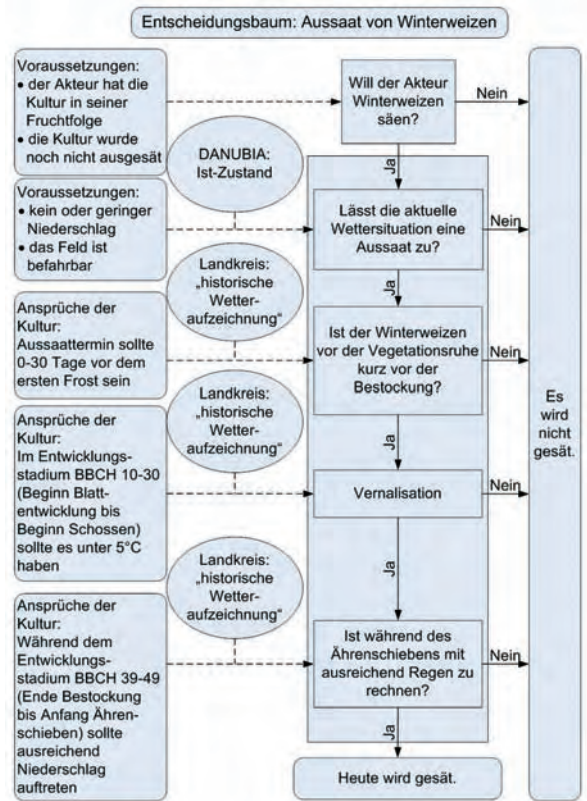 Entscheidungsbaum: Aussaat von Winterweizen
Voraussetzungen:
• der Akteur hat die
Kultur in seiner
Fruchtfolge
• die Kultur wurde
noch nicht ausgesät
Will der Akteur
Winterweizen
säen?
Nein
Ja
DANUBIA:
Ist-Zustand
Voraussetzungen:
• kein oder geringer
Niederschlag
• das Feld ist
befahrbar
Lässt die aktuelle
Wettersituation eine
Aussaat zu?
Nein
Ja
Landkreis:
„historische
Wetter-
aufzeichnung“
Ansprüche der
Kultur:
Aussaattermin sollte
0-30 Tage vor dem
ersten Frost sein
Ist der Winterweizen
vor der Vegetationsruhe
kurz vor der
Bestockung?
Nein
Ja
Landkreis:
„historische
Wetter-
aufzeichnung“
Ansprüche der
Kultur:
Im Entwicklungs-
stadium BBCH 10-30
(Beginn Blatt-
entwicklung bis
Beginn Schossen)
sollte es unter 5°C
haben
Vernalisation
Nein
Ja
Landkreis:
„historische
Wetter-
aufzeichnung“
Ansprüche der
Kultur:
Während dem
Entwicklungs-
stadium BBCH 39-49
(Ende Bestockung
bis Anfang Ähren-
schieben) sollte
ausreichend
Niederschlag
auftreten
Ist während des
Ährenschiebens mit
ausreichend Regen zu
rechnen?
Nein
Ja
Es
wird
nicht
gesät.
Heute wird gesät.